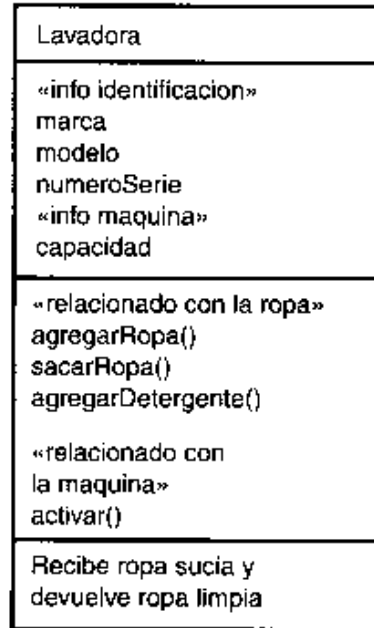 Lavadora
«info identificacion»
marca
modelo
numeroSerie
«info maquina»
capacidad
«relacionado con la ropa»
agregarRopa()
sacarRopa()
agregarDetergente()
«relacionado con
la maquina»
activar()
Recibe ropa sucia y
devuelve ropa limpia